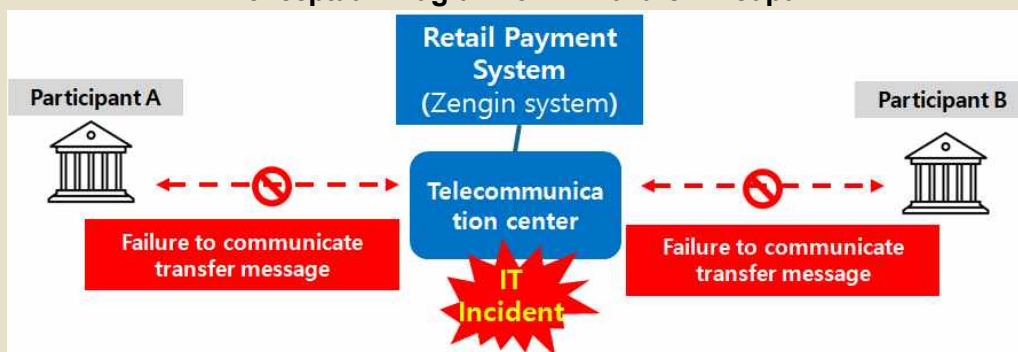 Retail Payment
System
(Zengin system)
Participant A
Participant B
Telecommunica
tion center
Failure to communicate
transfer message
Failure to communicate
transfer message
IT
Incident